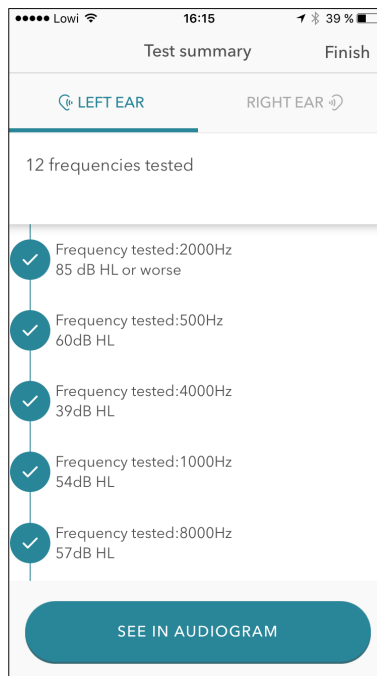 Lowi 16:15 39 %
Test summary Finish
LEFT EAR RIGHT EAR
12 frequencies tested
Frequency tested:2000Hz
85 dB HL or worse
Frequency tested:500Hz
60dB HL
Frequency tested:4000Hz
39dB HL
Frequency tested:1000Hz
54dB HL
Frequency tested:8000Hz
57dB HL
SEE IN AUDIOGRAM